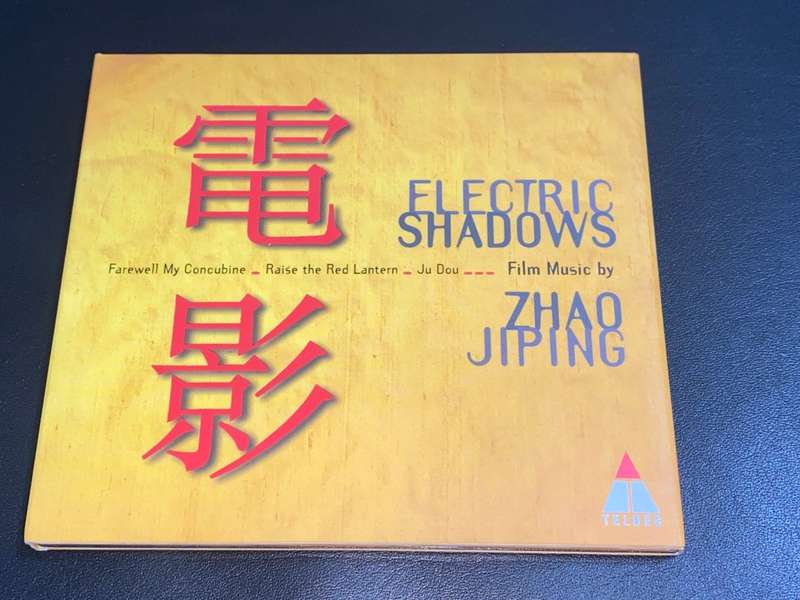 電
影
ELECTRIC
SHADOWS
Farewell My Concubine _ Raise the Red Lantern _ Ju Dou _ _ _ Film Music by
ZHAO
JIPING
TELDEC